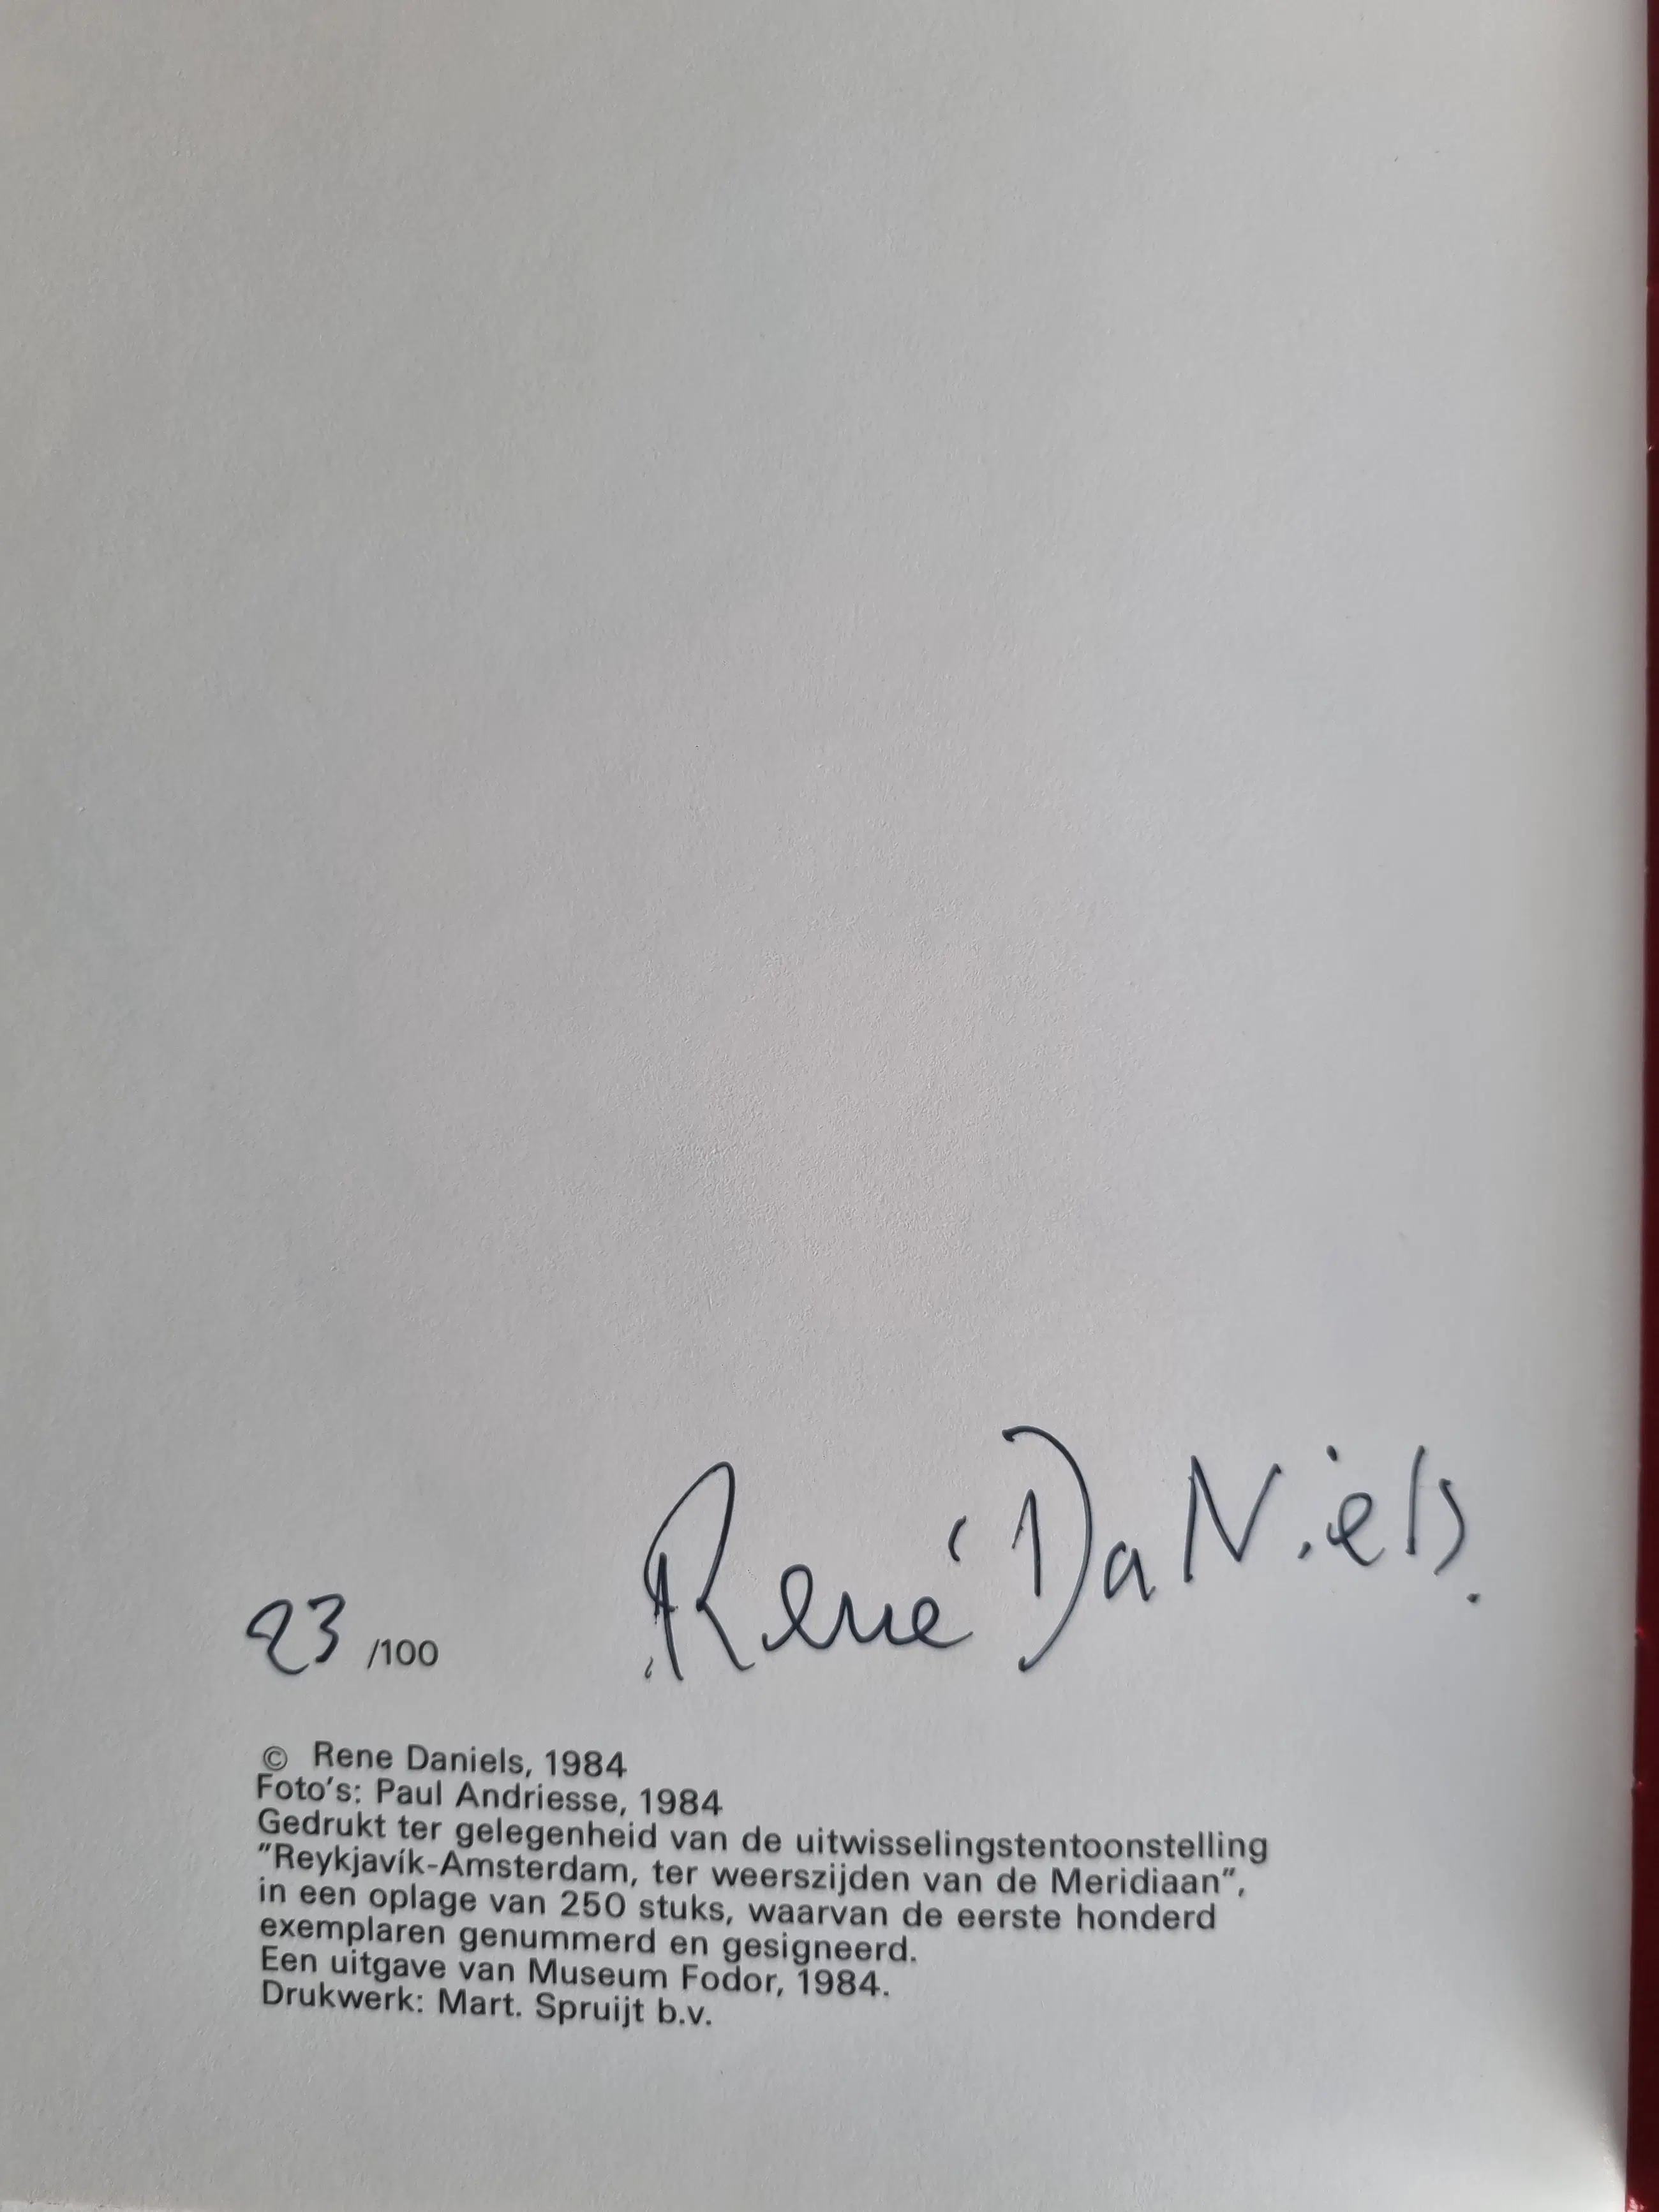 23 /100 René DaNiels.
© Rene Daniels, 1984
Foto's: Paul Andriesse, 1984
Gedrukt ter gelegenheid van de uitwisselingstentoonstelling
"Reykjavík-Amsterdam, ter weerszijden van de Meridiaan",
in een oplage van 250 stuks, waarvan de eerste honderd
exemplaren genummerd en gesigneerd.
Een uitgave van Museum Fodor, 1984.
Drukwerk: Mart. Spruijt b.v.